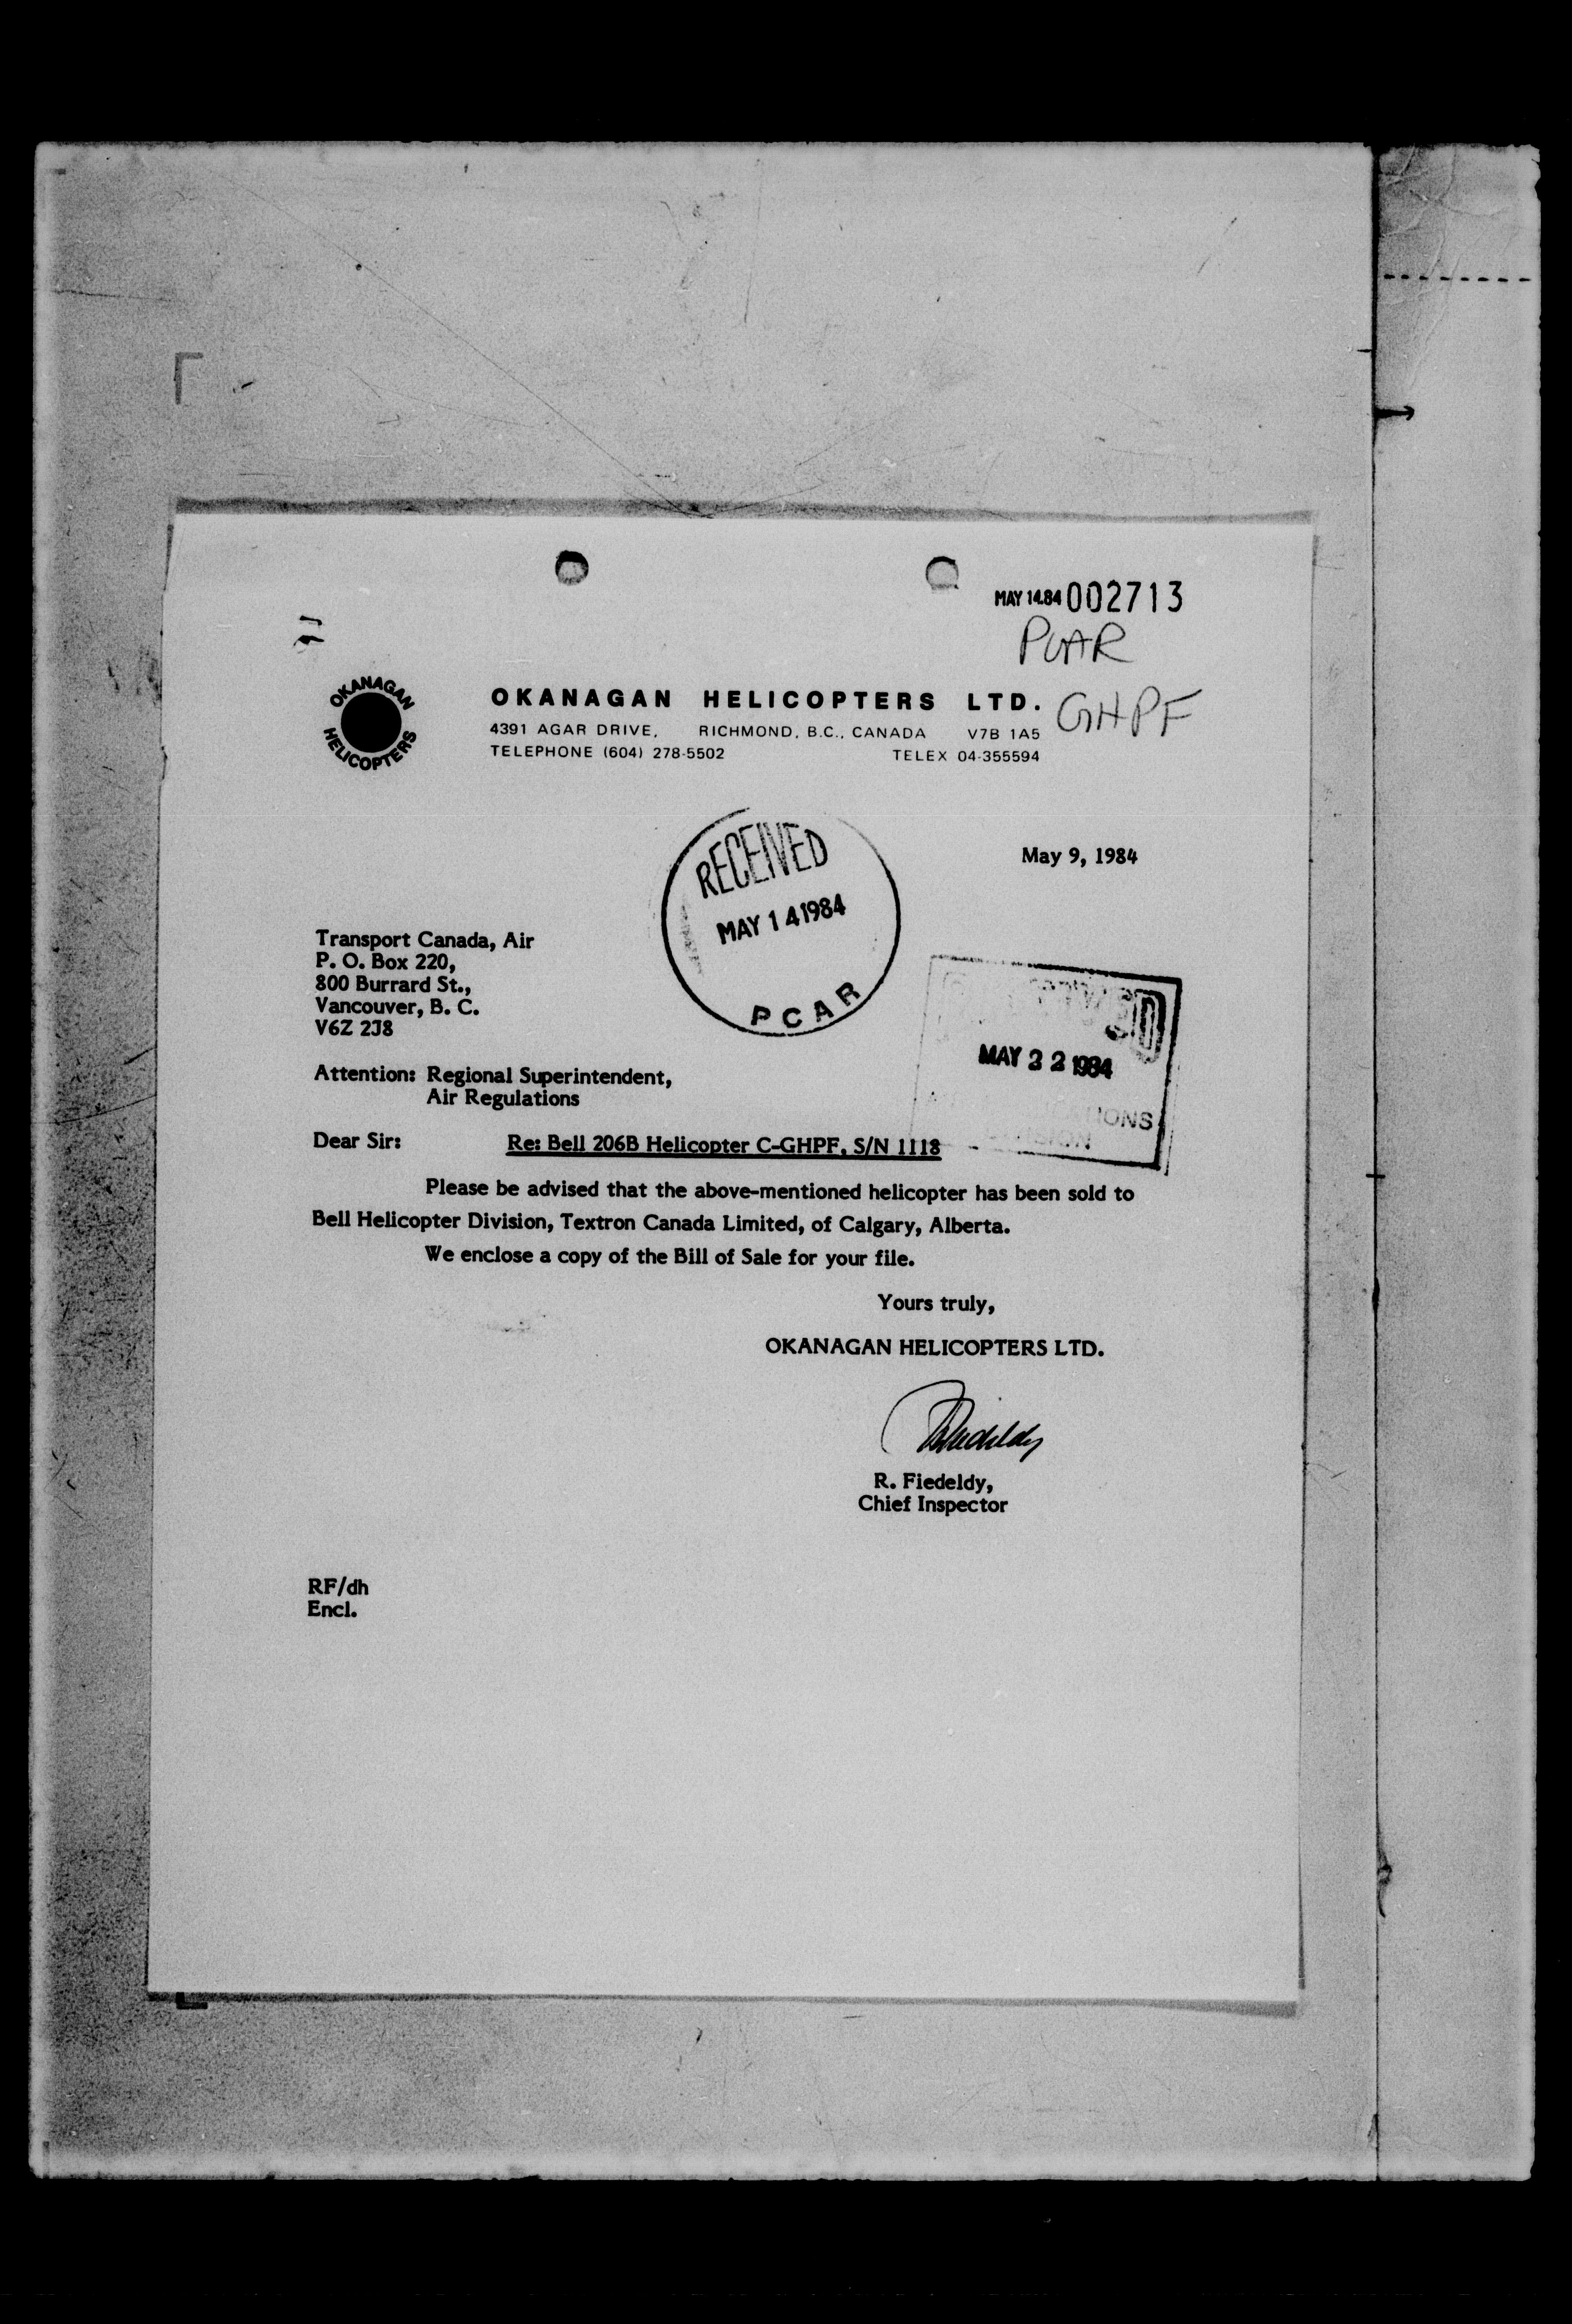 MAY 14.84 002713
PCAR
OKANAGAN HELICOPTERS
OKANAGAN HELICOPTERS LTD.
GHPF
4391 AGAR DRIVE, RICHMOND, B.C., CANADA V7B 1A5
TELEPHONE (604) 278-5502 TELEX 04-355594
RECEIVED
MAY 14 1984
PCAR
May 9, 1984
Transport Canada, Air
P. O. Box 220,
800 Burrard St.,
Vancouver, B. C.
V6Z 2J8
MAY 22 1984
Attention: Regional Superintendent,
Air Regulations
Dear Sir: Re: Bell 206B Helicopter C-GHPF, S/N 1118
Please be advised that the above-mentioned helicopter has been sold to
Bell Helicopter Division, Textron Canada Limited, of Calgary, Alberta.
We enclose a copy of the Bill of Sale for your file.
Yours truly,
OKANAGAN HELICOPTERS LTD.
R. Fiedeldy,
Chief Inspector
RF/dh
Encl.